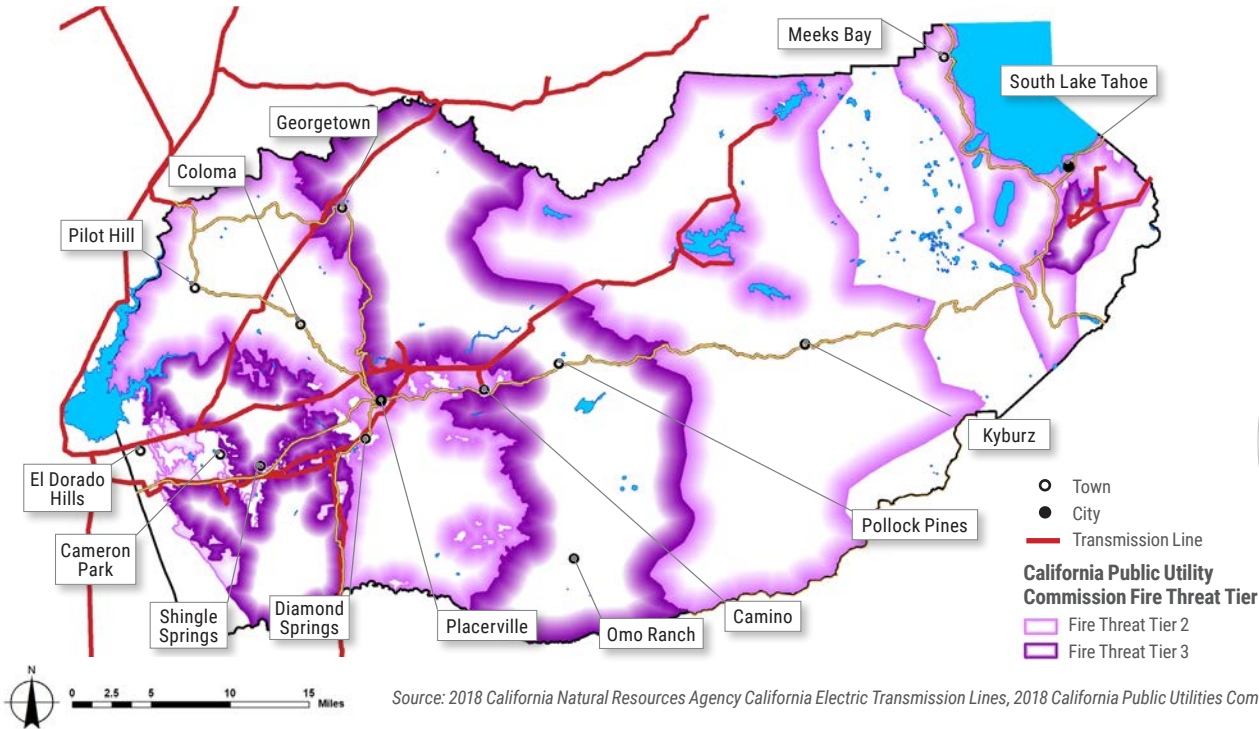 Meeks Bay
South Lake Tahoe
Georgetown
Coloma
Pilot Hill
El Dorado
Hills
Cameron
Park
Shingle
Springs
Diamond
Springs
Placerville
Omo Ranch
Camino
Pollock Pines
Kyburz
Town
City
Transmission Line
California Public Utility
Commission Fire Threat Tier
Fire Threat Tier 2
Fire Threat Tier 3
N
0 2.5 5 10 15
Miles
Source: 2018 California Natural Resources Agency California Electric Transmission Lines, 2018 California Public Utilities Com